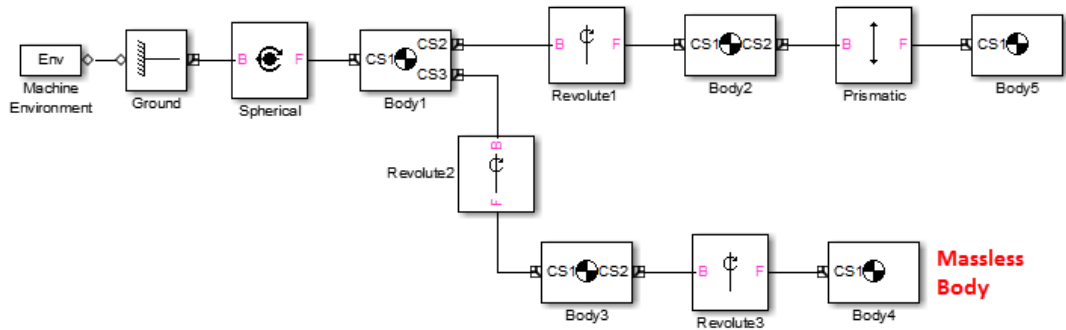 Env
Machine
Environment
Ground
B F
Spherical
CS1 CS2
CS3
Body1
B F
Revolute1
CS1 CS2
Body2
B F
Prismatic
CS1
Body5
B
Revolute2
F
CS1 CS2
Body3
B F
Revolute3
CS1
Body4
Massless
Body